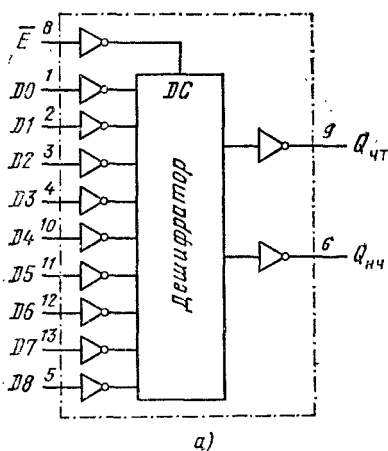 E̅ 8
D0 1
D1 2
D2 3
D3 4
D4 10
D5 11
D6 12
D7 13
D8 5
DC
Дешифратор
9 Qчт
6 Qнч
а)